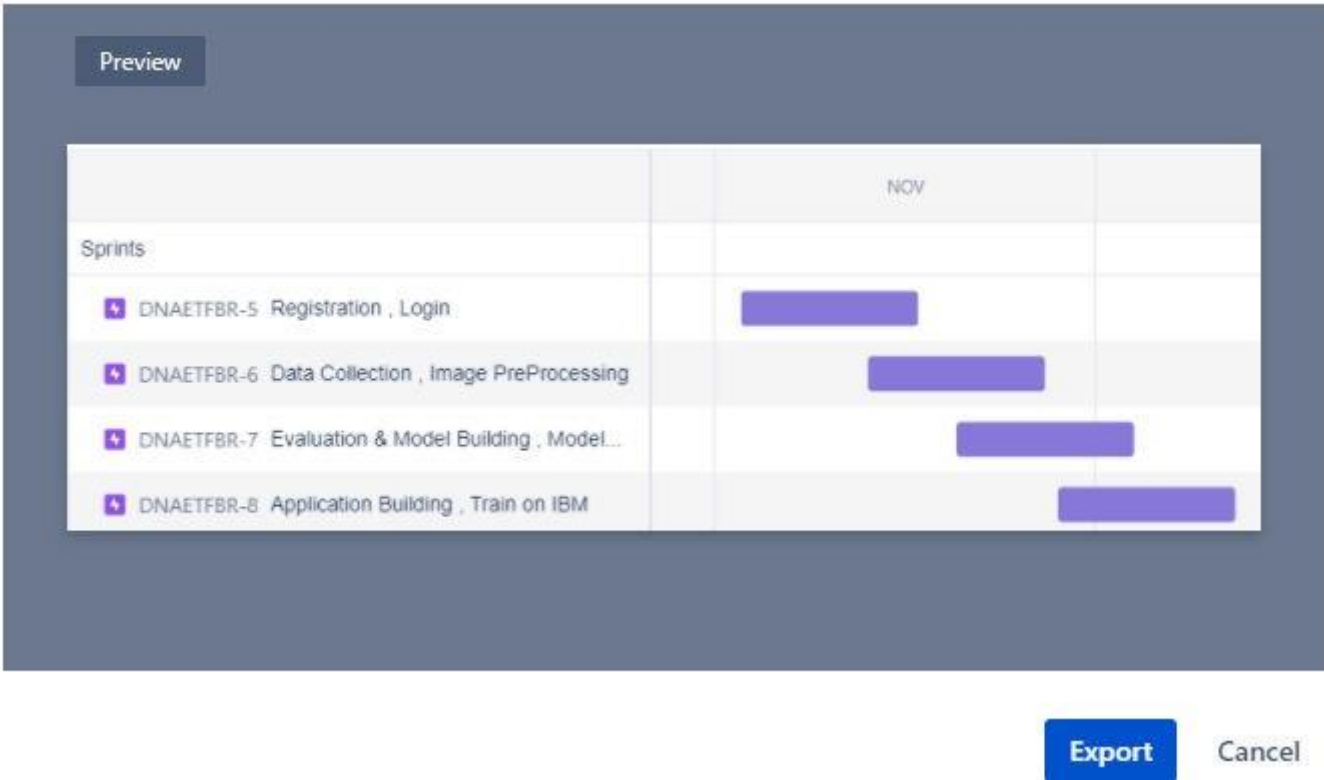 Preview
NOV
Sprints
DNAETFBR-5 Registration , Login
DNAETFBR-6 Data Collection , Image PreProcessing
DNAETFBR-7 Evaluation & Model Building , Model...
DNAETFBR-8 Application Building , Train on IBM
Export Cancel